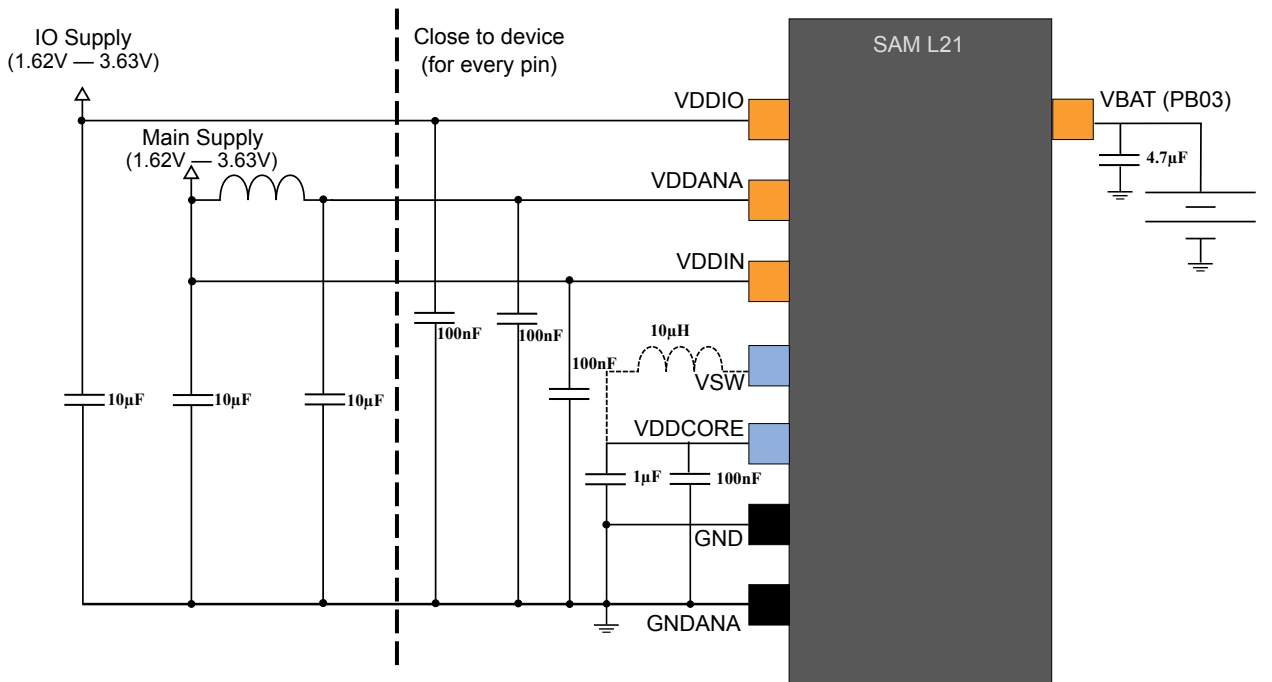 IO Supply
(1.62V — 3.63V)
Close to device
(for every pin)
SAM L21
VDDIO
VBAT (PB03)
Main Supply
(1.62V — 3.63V)
4.7µF
VDDANA
VDDIN
100nF
100nF
10µH
100nF
VSW
10µF
10µF
10µF
VDDCORE
1µF
100nF
GND
GNDANA